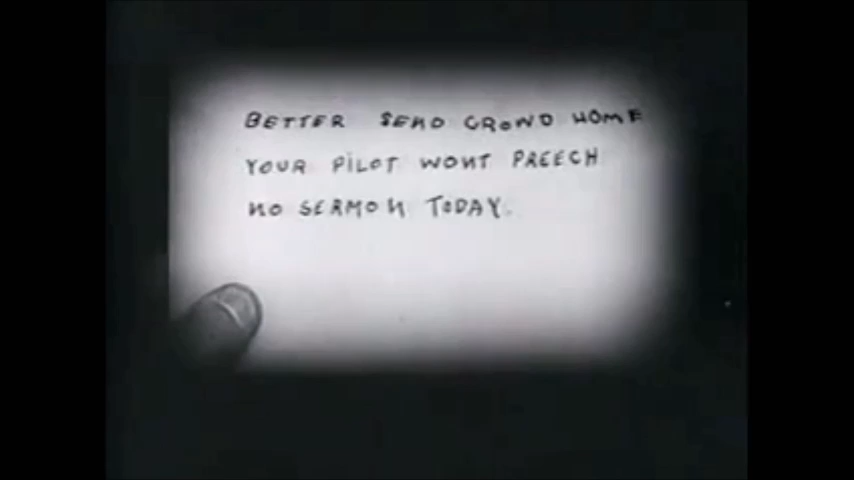 BETTER SEND CROWD HOME
YOUR PILOT WONT PREECH
NO SERMON TODAY.